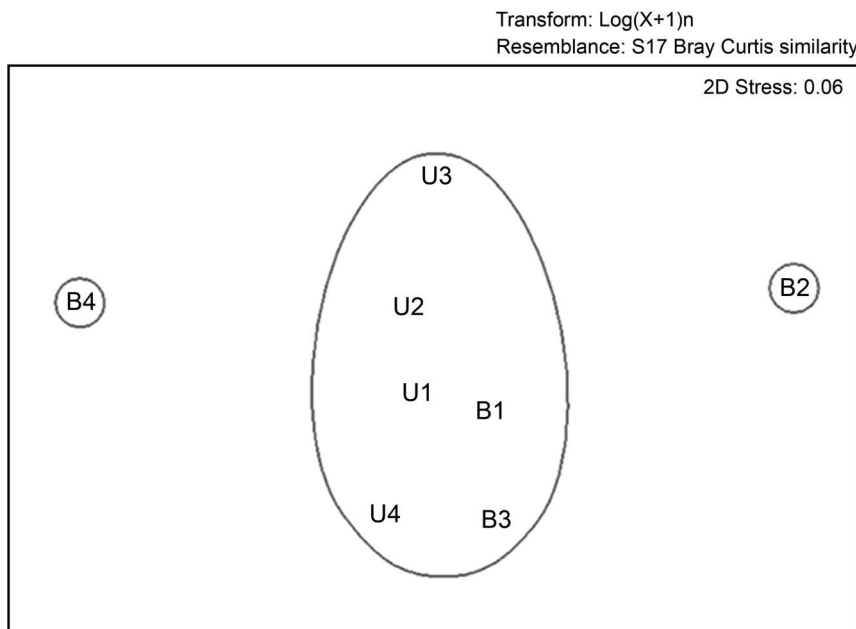 Transform: Log(X+1)n
Resemblance: S17 Bray Curtis similarity
2D Stress: 0.06
U3
B4
U2
B2
U1
B1
U4
B3